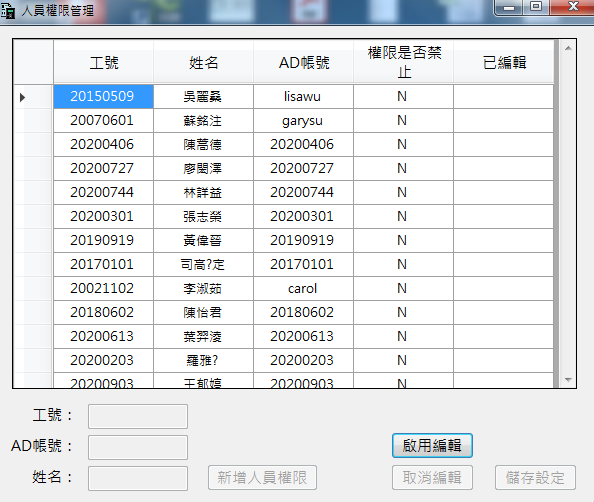 人員權限管理
工號 姓名 AD帳號 權限是否禁止 已編輯
20150509 吳麗粲 lisawu N
20070601 蘇銘注 garysu N
20200406 陳薏德 20200406 N
20200727 廖閔澤 20200727 N
20200744 林詳益 20200744 N
20200301 張志榮 20200301 N
20190919 黃偉晉 20190919 N
20170101 司高?定 20170101 N
20021102 李淑茹 carol N
20180602 陳怡君 20180602 N
20200613 葉羿淩 20200613 N
20200203 羅雅? 20200203 N
20200903 王郁婷 20200903 N
工號：
AD帳號： 啟用編輯
姓名： 新增人員權限 取消編輯 儲存設定